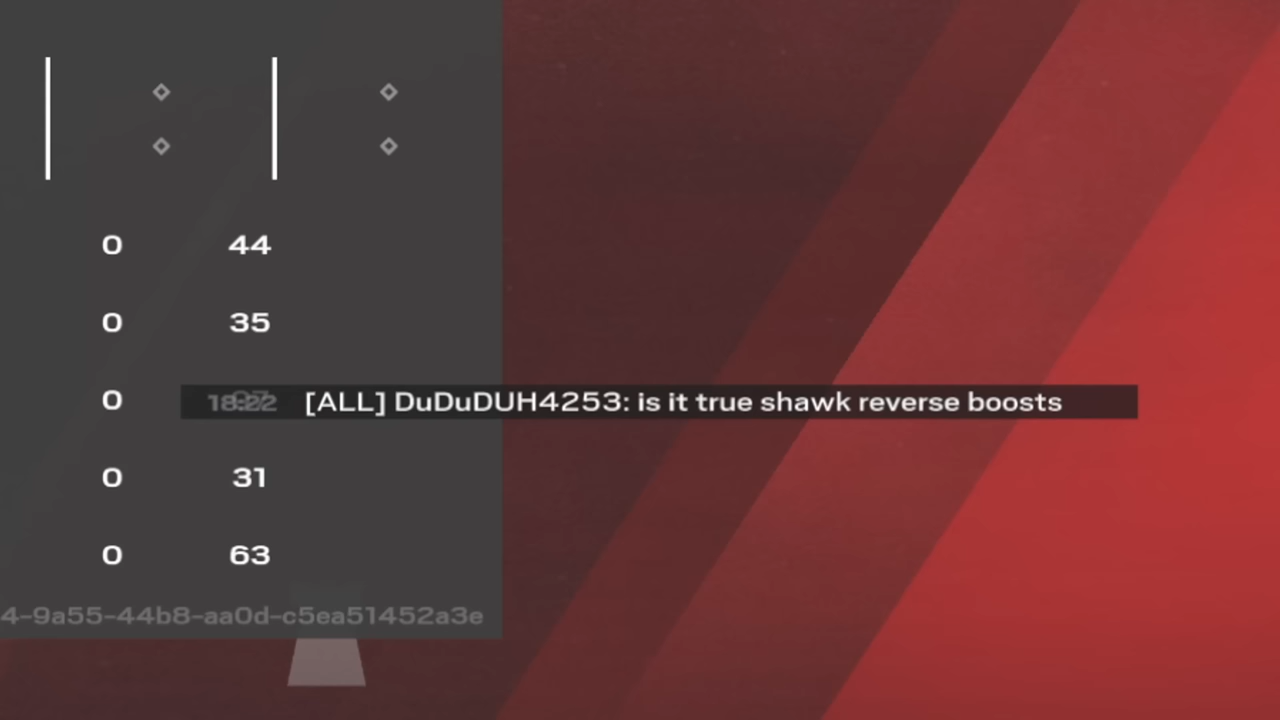 0 44
0 35
0
18:22 [ALL] DuDuDUH4253: is it true shawk reverse boosts
0 31
0 63
4-9a55-44b8-aa0d-c5ea51452a3e